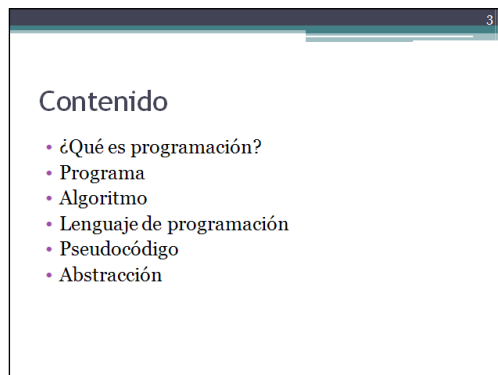 3
Contenido
• ¿Qué es programación?
• Programa
• Algoritmo
• Lenguaje de programación
• Pseudocódigo
• Abstracción